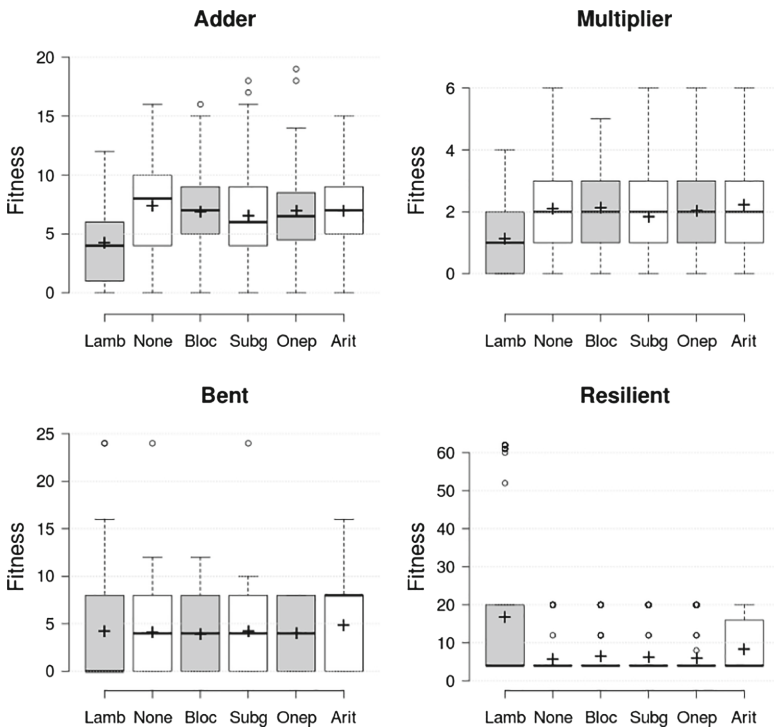 Adder
Fitness
20
15
10
5
0
Lamb None Bloc Subg Onep Arit
Multiplier
Fitness
6
4
2
0
Lamb None Bloc Subg Onep Arit
Bent
Fitness
25
20
15
10
5
0
Lamb None Bloc Subg Onep Arit
Resilient
Fitness
60
50
40
30
20
10
0
Lamb None Bloc Subg Onep Arit